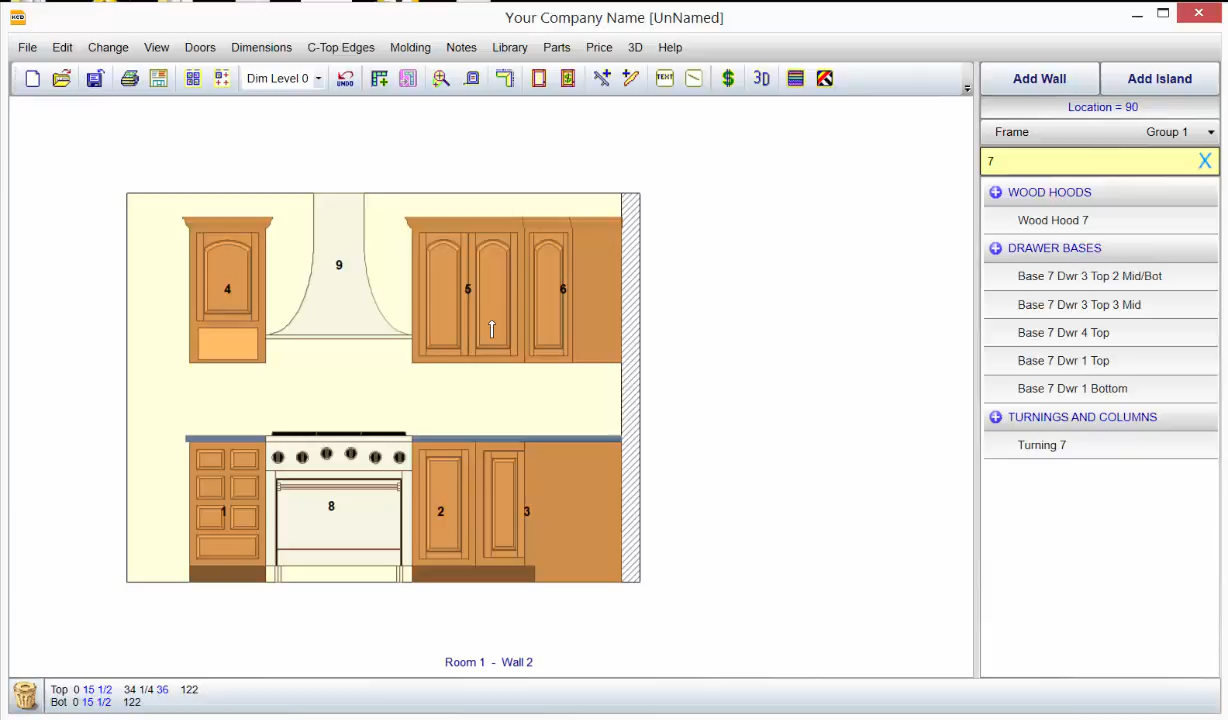 KCD
Your Company Name [UnNamed]
File Edit Change View Doors Dimensions C-Top Edges Molding Notes Library Parts Price 3D Help
Dim Level 0
UNDO
TEXT
$
3D
Add Wall
Add Island
Location = 90
Frame
Group 1
7
X
WOOD HOODS
Wood Hood 7
DRAWER BASES
Base 7 Dwr 3 Top 2 Mid/Bot
Base 7 Dwr 3 Top 3 Mid
Base 7 Dwr 4 Top
Base 7 Dwr 1 Top
Base 7 Dwr 1 Bottom
TURNINGS AND COLUMNS
Turning 7
9
4
5
6
1
8
2
3
Room 1 - Wall 2
Top 0 15 1/2 34 1/4 36 122
Bot 0 15 1/2 122